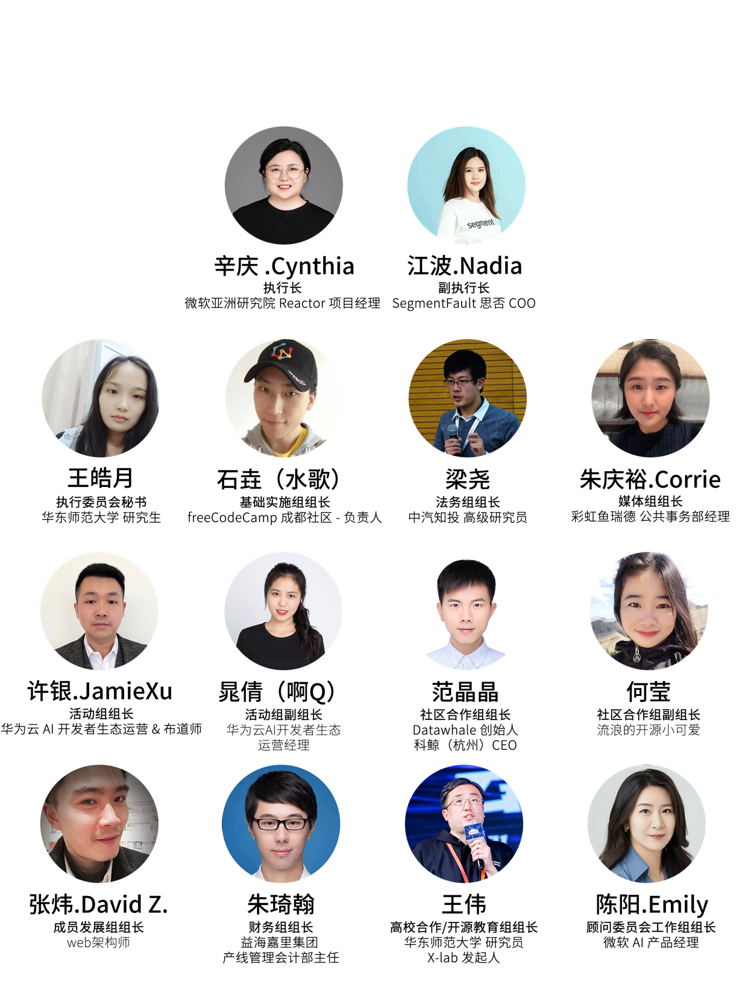 segment
辛庆 .Cynthia
执行长
微软亚洲研究院 Reactor 项目经理
江波.Nadia
副执行长
SegmentFault 思否 COO
WEBCELL
王皓月
执行委员会秘书
华东师范大学 研究生
石垚（水歌）
基础实施组组长
freeCodeCamp 成都社区 - 负责人
梁尧
法务组组长
中汽知投 高级研究员
朱庆裕.Corrie
媒体组组长
彩虹鱼瑞德 公共事务部经理
许银.JamieXu
活动组组长
华为云 AI 开发者生态运营 & 布道师
晁倩（啊Q）
活动组副组长
华为云AI开发者生态
运营经理
范晶晶
社区合作组组长
Datawhale 创始人
科鲸（杭州）CEO
何莹
社区合作组副组长
流浪的开源小可爱
张炜.David Z.
成员发展组组长
web架构师
朱琦翰
财务组组长
益海嘉里集团
产线管理会计部主任
王伟
高校合作/开源教育组组长
华东师范大学 研究员
X-lab 发起人
陈阳.Emily
顾问委员会工作组组长
微软 AI 产品经理